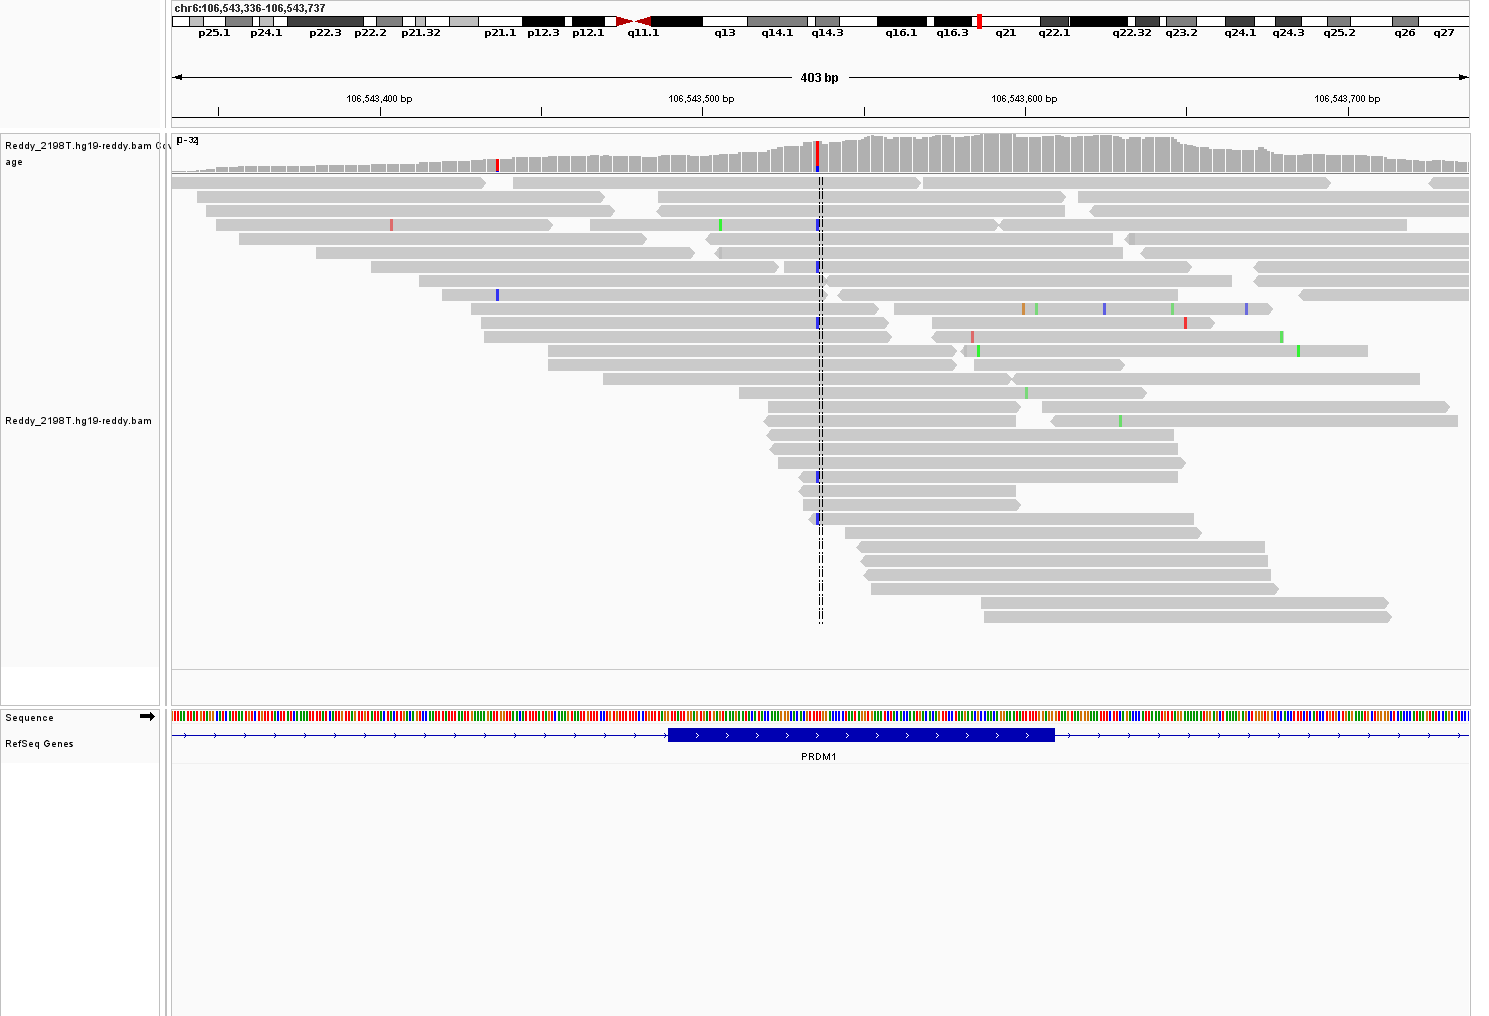 chr6:106,543,336-106,543,737
p25.1 p24.1 p22.3 p22.2 p21.32 p21.1 p12.3 p12.1 q11.1 q13 q14.1 q14.3 q16.1 q16.3 q21 q22.1 q22.32 q23.2 q24.1 q24.3 q25.2 q26 q27
403 bp
106,543,400 bp 106,543,500 bp 106,543,600 bp 106,543,700 bp
Reddy_2198T.hg19-reddy.bam Cov
age
[0-32]
Reddy_2198T.hg19-reddy.bam
Sequence
RefSeq Genes
PRDM1